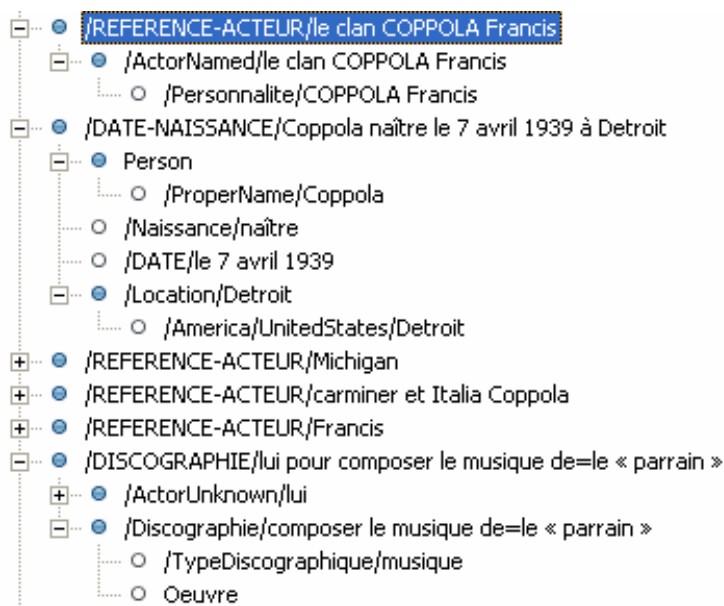 /REFERENCE-ACTEUR/le clan COPPOLA Francis
/ActorNamed/le clan COPPOLA Francis
/Personnalite/COPPOLA Francis
/DATE-NAISSANCE/Coppola naître le 7 avril 1939 à Detroit
Person
/ProperName/Coppola
/Naissance/naître
/DATE/le 7 avril 1939
/Location/Detroit
/America/UnitedStates/Detroit
/REFERENCE-ACTEUR/Michigan
/REFERENCE-ACTEUR/carminer et Italia Coppola
/REFERENCE-ACTEUR/Francis
/DISCOGRAPHIE/lui pour composer le musique de=le « parrain »
/ActorUnknown/lui
/Discographie/composer le musique de=le « parrain »
/TypeDiscographique/musique
Oeuvre